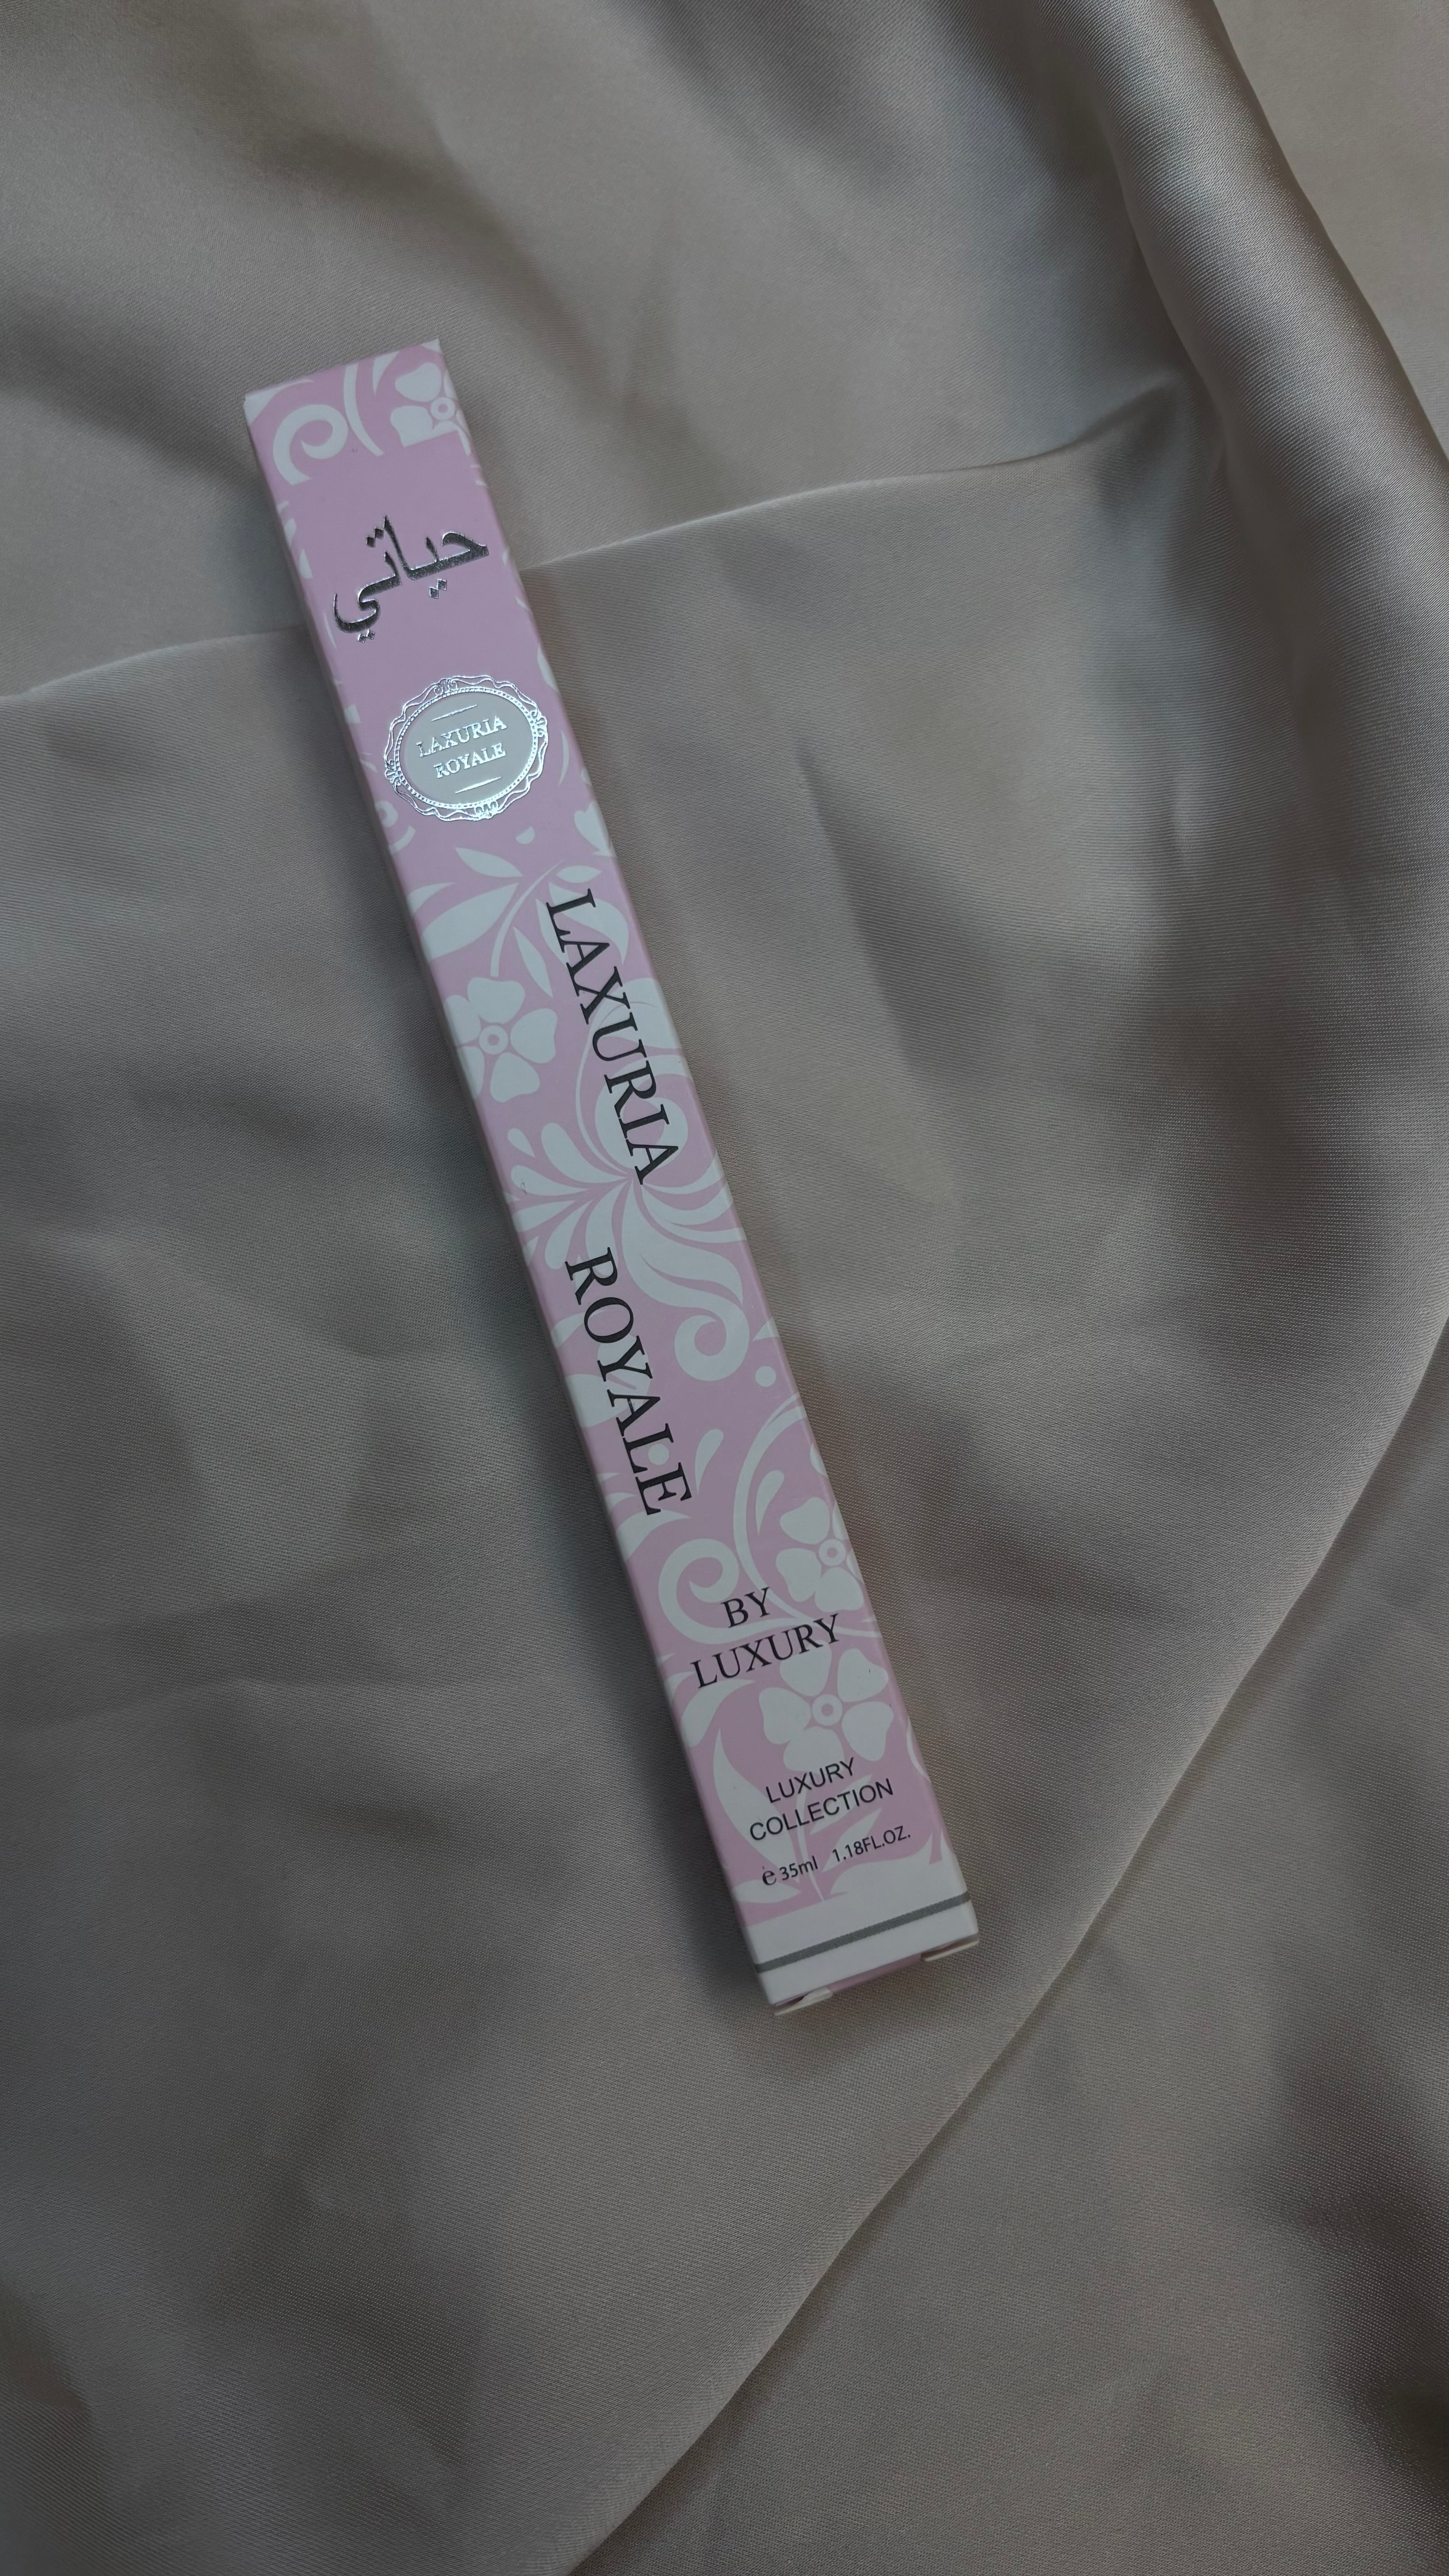 حياتي
LAXURIA
ROYALE
LAXURIA ROYALE
BY
LUXURY
LUXURY
COLLECTION
℮35ml 1.18FL.OZ.